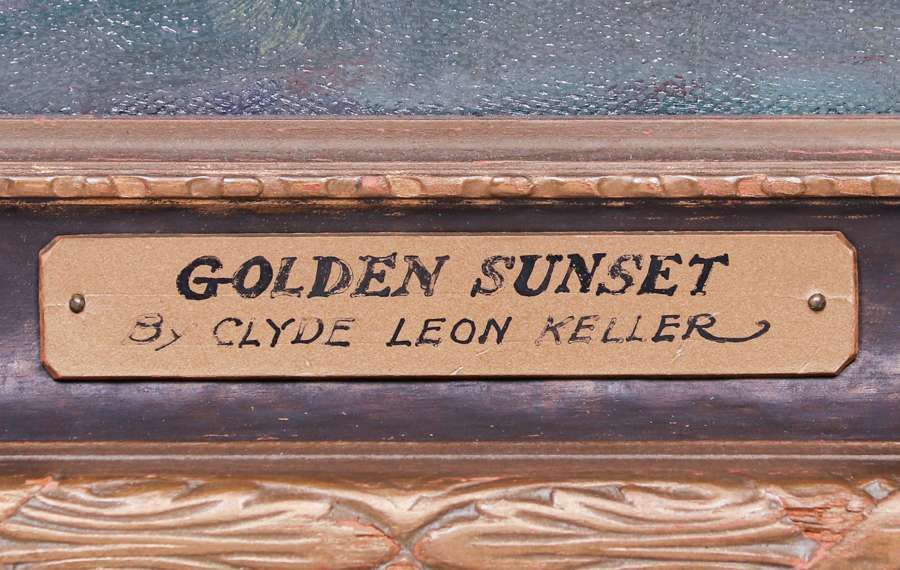 GOLDEN SUNSET
By CLYDE LEON KELLER